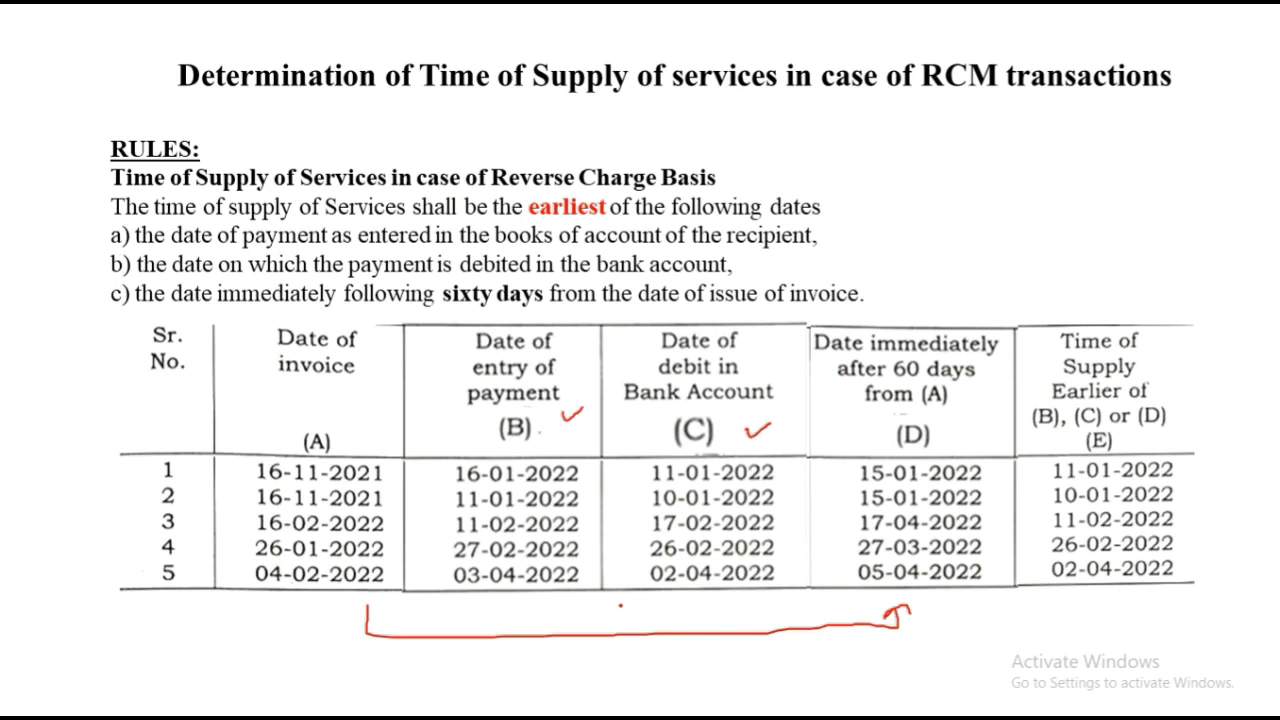 Determination of Time of Supply of services in case of RCM transactions
RULES:
Time of Supply of Services in case of Reverse Charge Basis
The time of supply of Services shall be the earliest of the following dates
a) the date of payment as entered in the books of account of the recipient,
b) the date on which the payment is debited in the bank account,
c) the date immediately following sixty days from the date of issue of invoice.
Sr. No. Date of invoice (A) Date of entry of payment (B) Date of debit in Bank Account (C) Date immediately after 60 days from (A) (D) Time of Supply Earlier of (B), (C) or (D) (E)
1 16-11-2021 16-01-2022 11-01-2022 15-01-2022 11-01-2022
2 16-11-2021 11-01-2022 10-01-2022 15-01-2022 10-01-2022
3 16-02-2022 11-02-2022 17-02-2022 17-04-2022 11-02-2022
4 26-01-2022 27-02-2022 26-02-2022 27-03-2022 26-02-2022
5 04-02-2022 03-04-2022 02-04-2022 05-04-2022 02-04-2022
Activate Windows
Go to Settings to activate Windows.